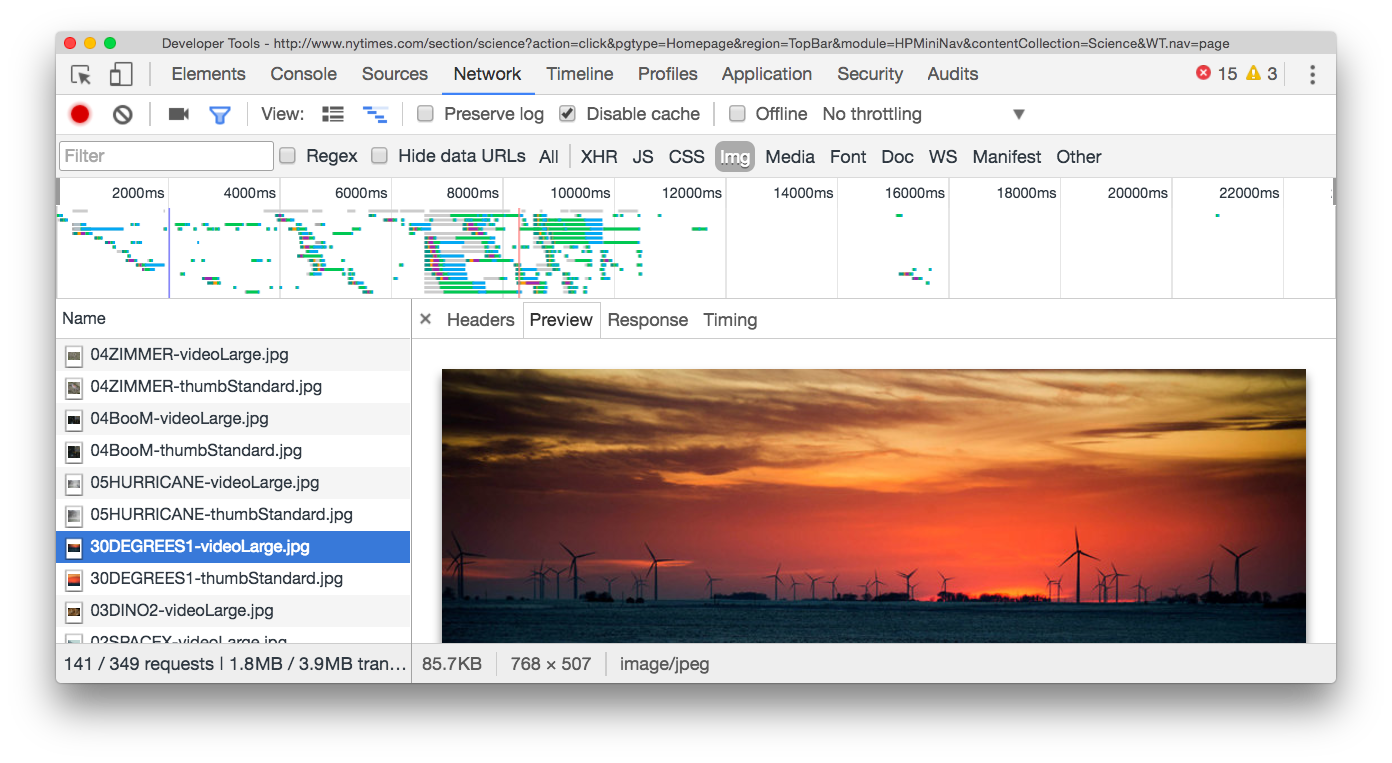 Developer Tools - http://www.nytimes.com/section/science?action=click&pgtype=Homepage&region=TopBar&module=HPMiniNav&contentCollection=Science&WT.nav=page
Elements Console Sources Network Timeline Profiles Application Security Audits 15 3
View: Preserve log Disable cache Offline No throttling
Filter Regex Hide data URLs All XHR JS CSS Img Media Font Doc WS Manifest Other
2000ms 4000ms 6000ms 8000ms 10000ms 12000ms 14000ms 16000ms 18000ms 20000ms 22000ms
Name × Headers Preview Response Timing
04ZIMMER-videoLarge.jpg
04ZIMMER-thumbStandard.jpg
04BooM-videoLarge.jpg
04BooM-thumbStandard.jpg
05HURRICANE-videoLarge.jpg
05HURRICANE-thumbStandard.jpg
30DEGREES1-videoLarge.jpg
30DEGREES1-thumbStandard.jpg
03DINO2-videoLarge.jpg
02SPACEX-videoLarge.jpg
141 / 349 requests | 1.8MB / 3.9MB tran… 85.7KB 768 × 507 image/jpeg